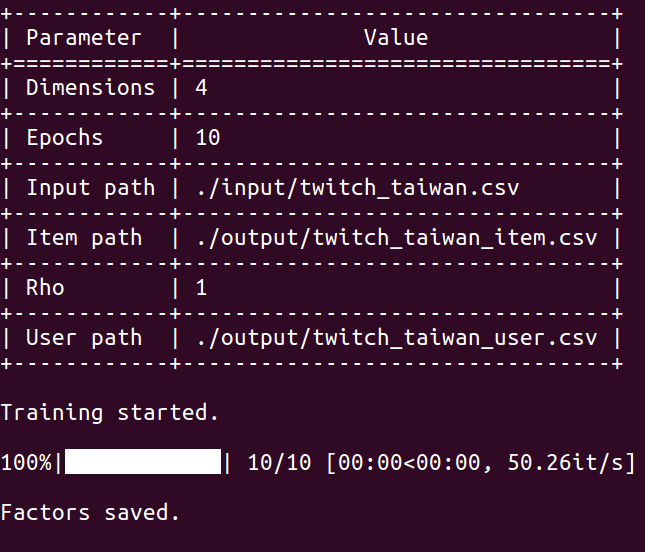 +------------+----------------------------------+
| Parameter  |              Value               |
+============+==================================+
| Dimensions | 4                                |
+------------+----------------------------------+
| Epochs     | 10                               |
+------------+----------------------------------+
| Input path | ./input/twitch_taiwan.csv        |
+------------+----------------------------------+
| Item path  | ./output/twitch_taiwan_item.csv  |
+------------+----------------------------------+
| Rho        | 1                                |
+------------+----------------------------------+
| User path  | ./output/twitch_taiwan_user.csv  |
+------------+----------------------------------+
Training started.
100%|████████████| 10/10 [00:00<00:00, 50.26it/s]
Factors saved.